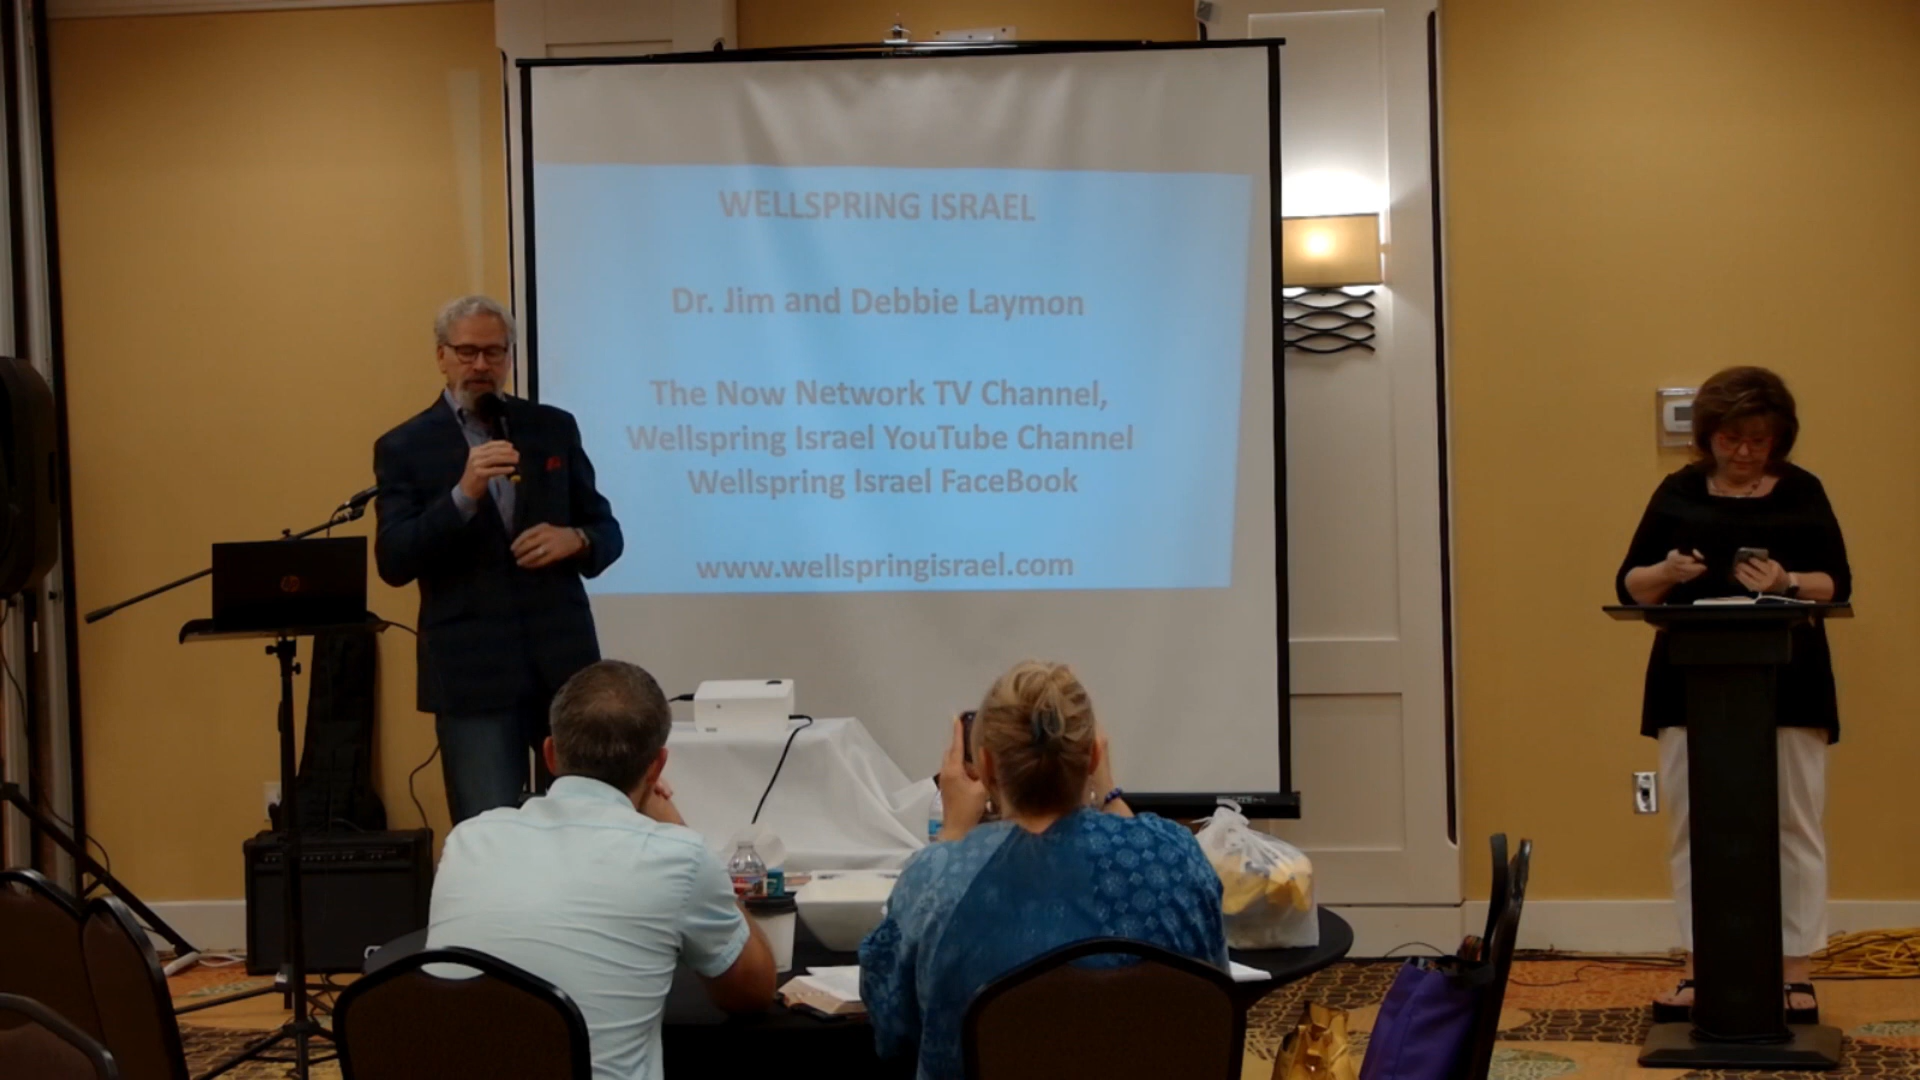 WELLSPRING ISRAEL
Dr. Jim and Debbie Laymon
The Now Network TV Channel,
Wellspring Israel YouTube Channel
Wellspring Israel FaceBook
www.wellspringisrael.com
hp